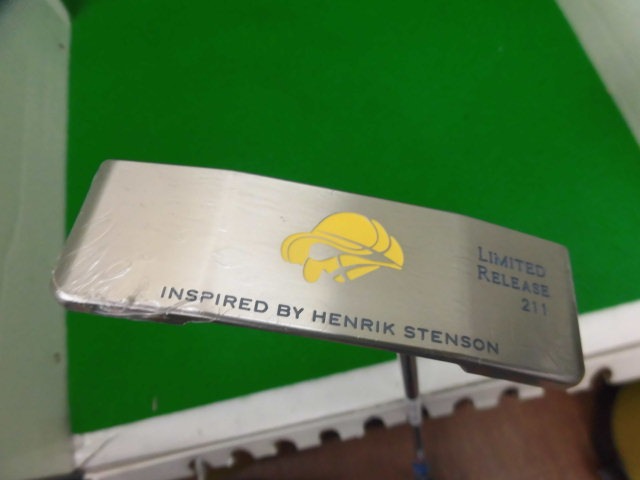 LIMITED
RELEASE
211
INSPIRED BY HENRIK STENSON